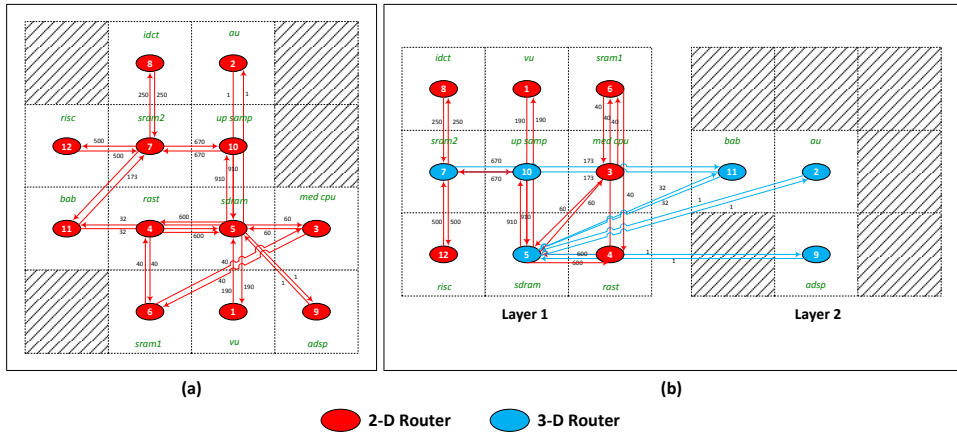 idct
au
8
2
250
250
1
1
risc
sram2
up samp
12
7
10
500
500
670
670
173
910
910
bab
rast
sdram
med cpu
11
4
5
3
32
32
600
600
60
60
40
40
40
40
190
190
1
1
6
1
9
sram1
vu
adsp
(a)
idct
vu
sram1
8
1
6
250
250
190
190
40
40
40
sram2
up samp
med cpu
bab
au
7
10
3
11
2
670
670
173
173
500
500
910
910
60
60
40
32
32
1
1
12
5
4
9
600
600
1
1
risc
sdram
rast
adsp
Layer 1
Layer 2
(b)
2-D Router
3-D Router